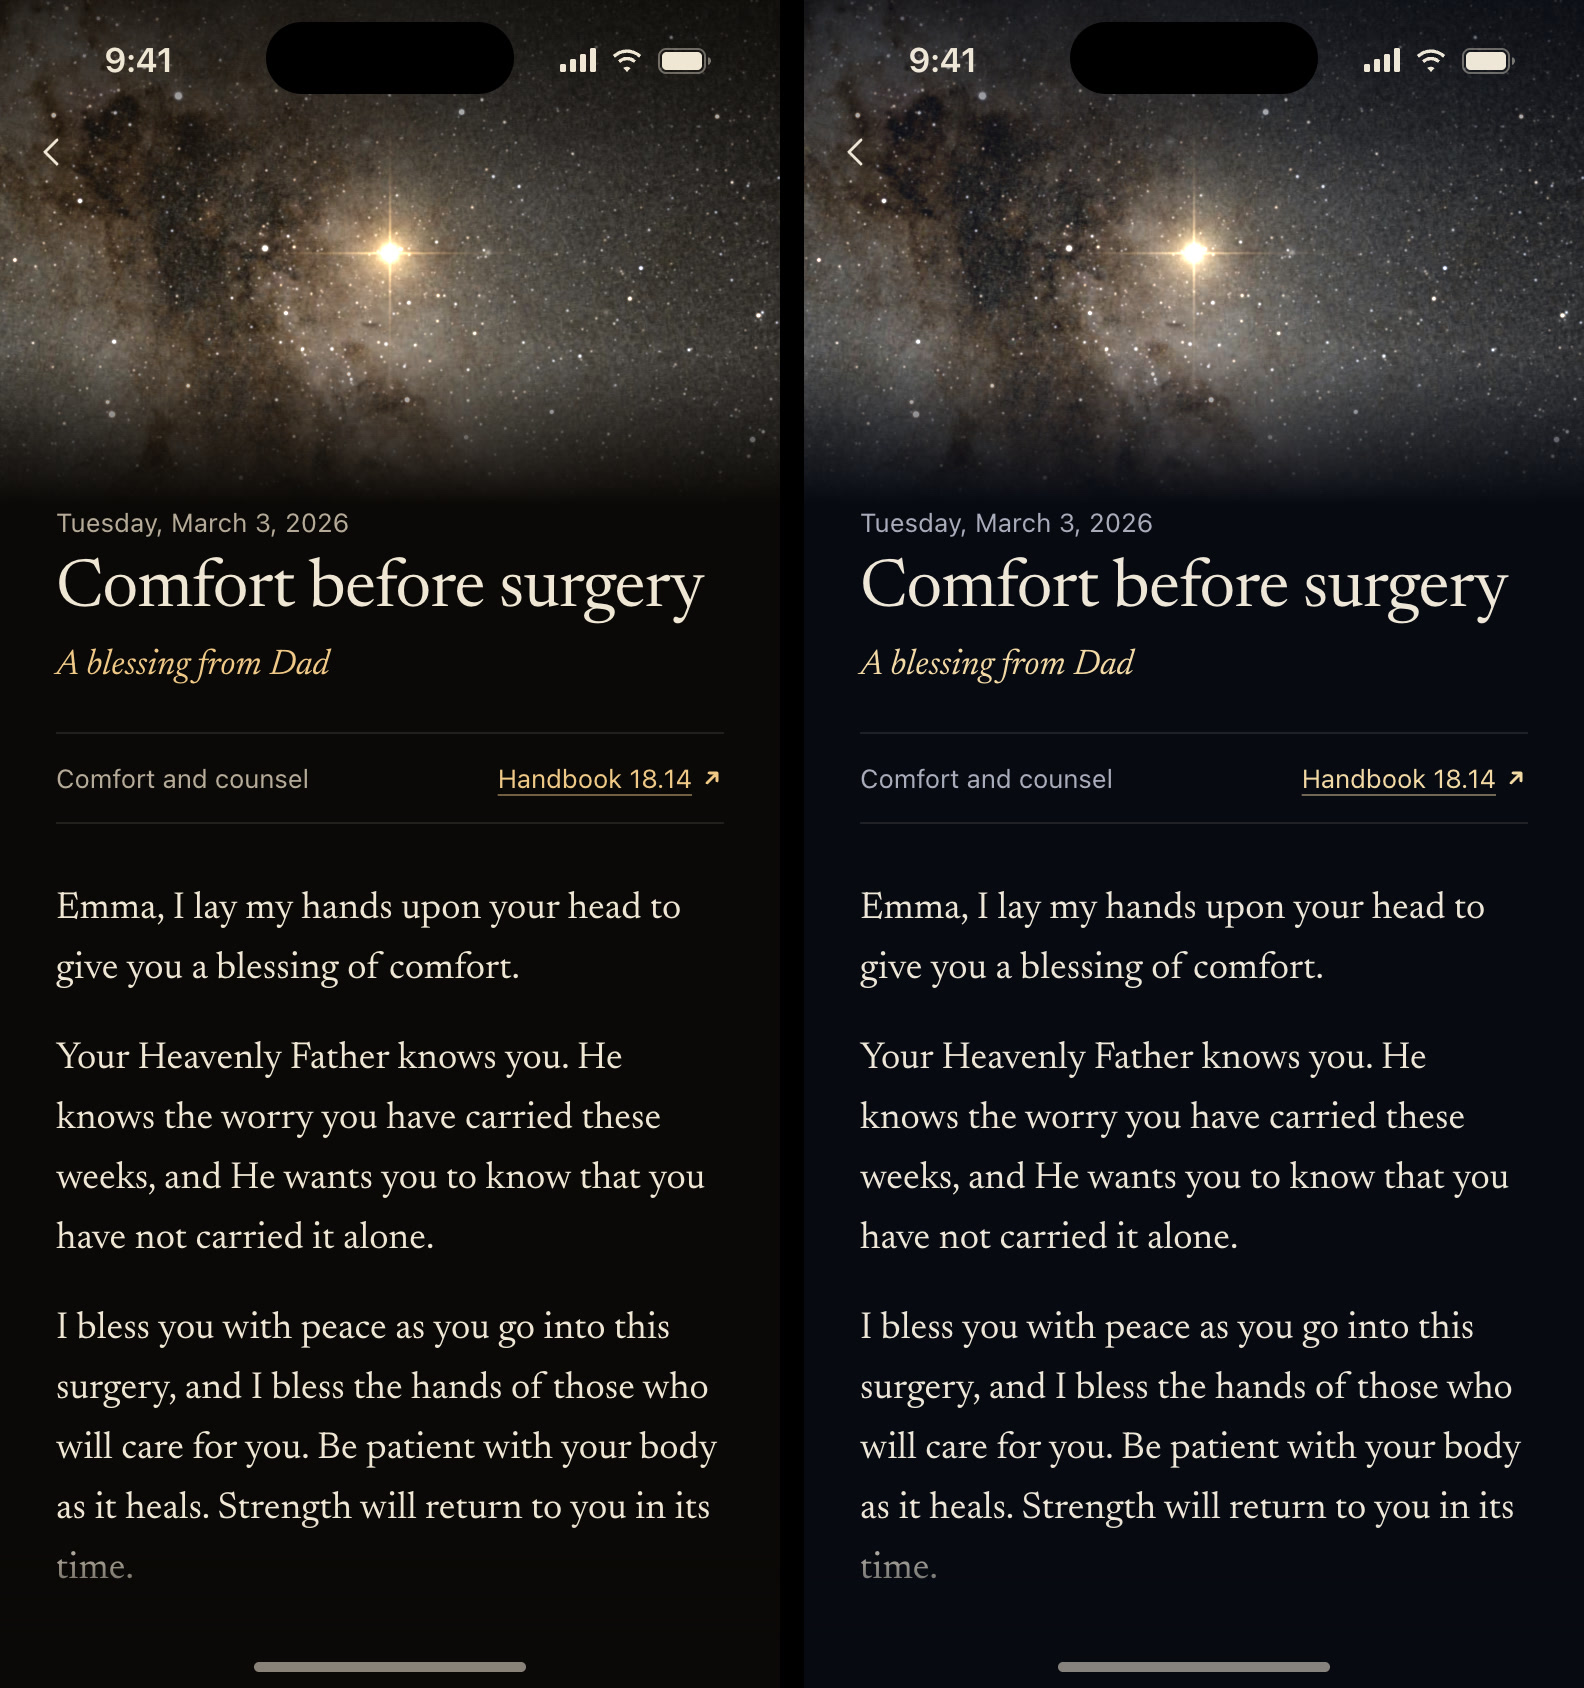 9:41
Tuesday, March 3, 2026
Comfort before surgery
A blessing from Dad
Comfort and counsel
Handbook 18.14
Emma, I lay my hands upon your head to
give you a blessing of comfort.
Your Heavenly Father knows you. He
knows the worry you have carried these
weeks, and He wants you to know that you
have not carried it alone.
I bless you with peace as you go into this
surgery, and I bless the hands of those who
will care for you. Be patient with your body
as it heals. Strength will return to you in its
time.
9:41
Tuesday, March 3, 2026
Comfort before surgery
A blessing from Dad
Comfort and counsel
Handbook 18.14
Emma, I lay my hands upon your head to
give you a blessing of comfort.
Your Heavenly Father knows you. He
knows the worry you have carried these
weeks, and He wants you to know that you
have not carried it alone.
I bless you with peace as you go into this
surgery, and I bless the hands of those who
will care for you. Be patient with your body
as it heals. Strength will return to you in its
time.